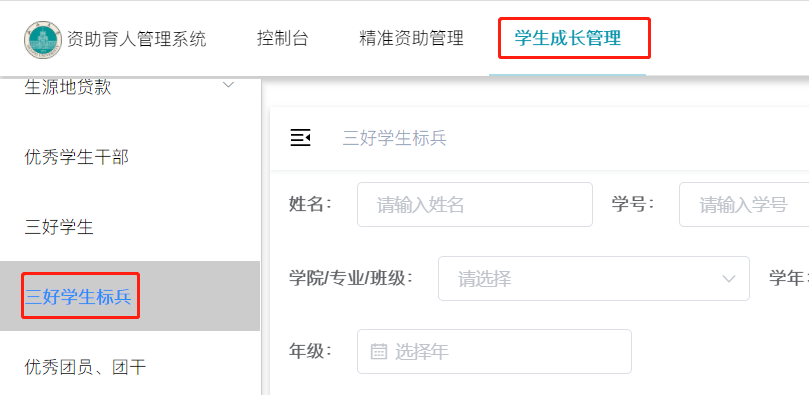 资助育人管理系统 控制台 精准资助管理 学生成长管理
生源地贷款
优秀学生干部
三好学生
三好学生标兵
优秀团员、团干
三好学生标兵
姓名： 请输入姓名 学号： 请输入学号
学院/专业/班级： 请选择 学年：
年级： 选择年